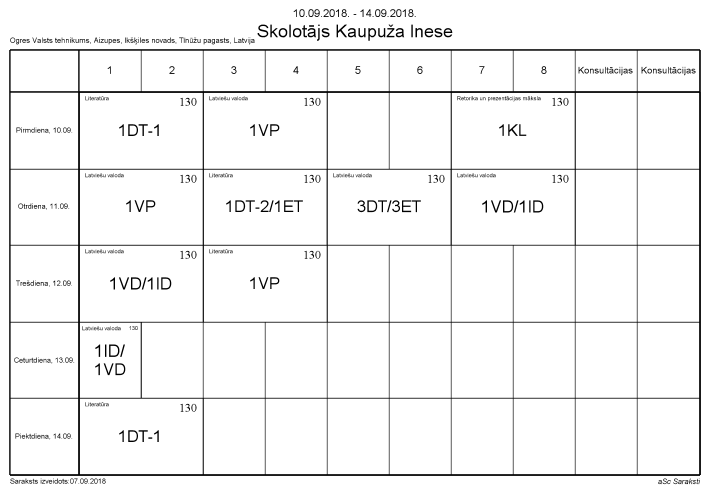 10.09.2018. - 14.09.2018.
Ogres Valsts tehnikums, Aizupes, Ikšķiles novads, Tīnūžu pagasts, Latvija
Skolotājs Kaupuža Inese
1 2 3 4 5 6 7 8 Konsultācijas Konsultācijas
Pirmdiena, 10.09.
Literatūra 130
1DT-1
Latviešu valoda 130
1VP
Retorika un prezentācijas māksla 130
1KL
Otrdiena, 11.09.
Latviešu valoda 130
1VP
Literatūra 130
1DT-2/1ET
Latviešu valoda 130
3DT/3ET
Latviešu valoda 130
1VD/1ID
Trešdiena, 12.09.
Latviešu valoda 130
1VD/1ID
Literatūra 130
1VP
Ceturtdiena, 13.09.
Latviešu valoda 130
1ID/
1VD
Piektdiena, 14.09.
Literatūra 130
1DT-1
Saraksts izveidots:07.09.2018
aSc Saraksti